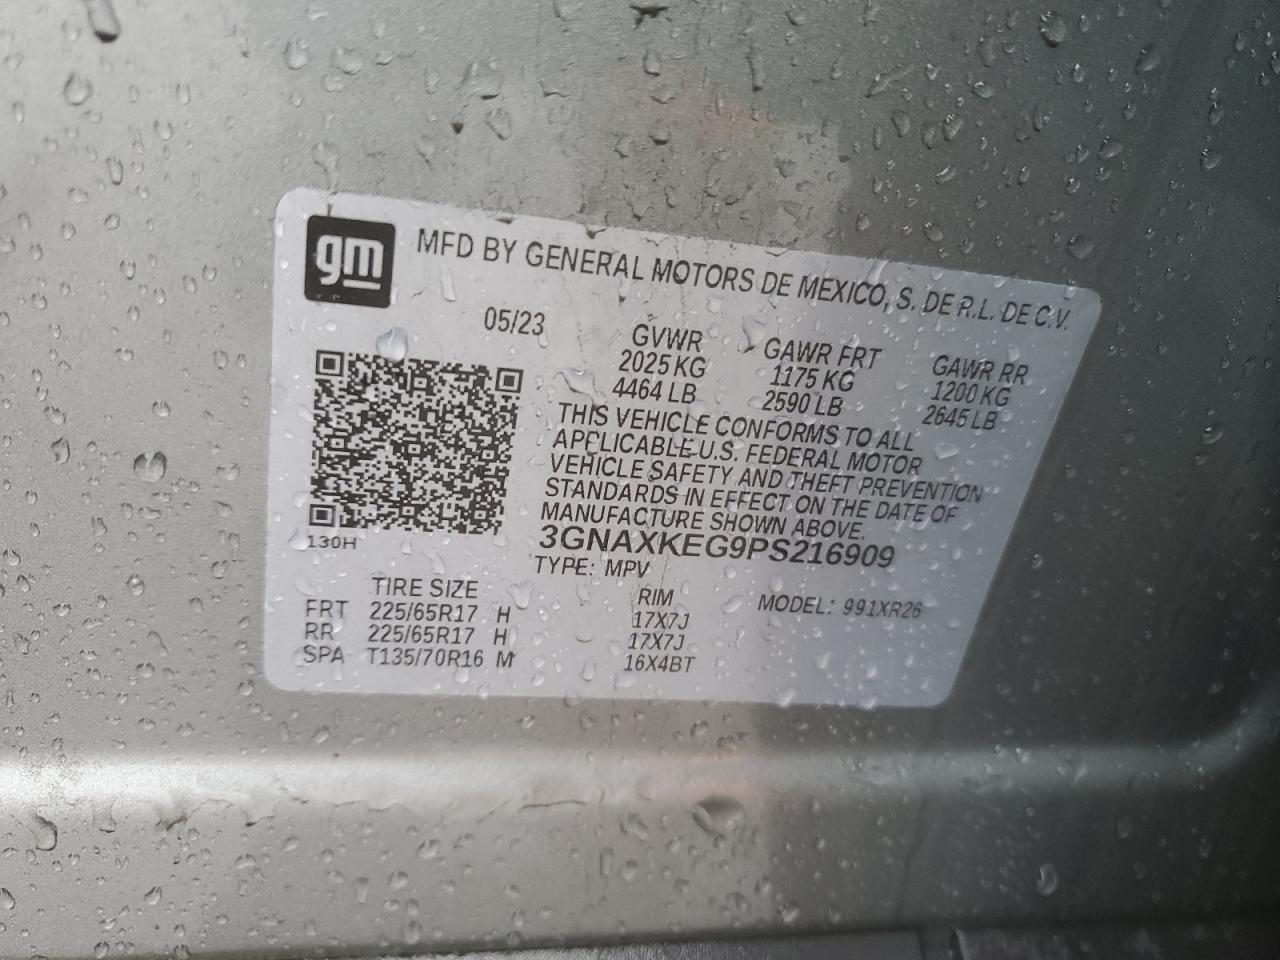 gm
MFD BY GENERAL MOTORS DE MEXICO, S. DE R.L. DE C.V.
05/23
GVWR GAWR FRT GAWR RR
2025 KG 1175 KG 1200 KG
4464 LB 2590 LB 2645 LB
THIS VEHICLE CONFORMS TO ALL
APPLICABLE U.S. FEDERAL MOTOR
VEHICLE SAFETY AND THEFT PREVENTION
STANDARDS IN EFFECT ON THE DATE OF
MANUFACTURE SHOWN ABOVE.
3GNAXKEG9PS216909
130H
TYPE: MPV
TIRE SIZE RIM MODEL: 991XR26
FRT 225/65R17 H 17X7J
RR 225/65R17 H 17X7J
SPA T135/70R16 M 16X4BT